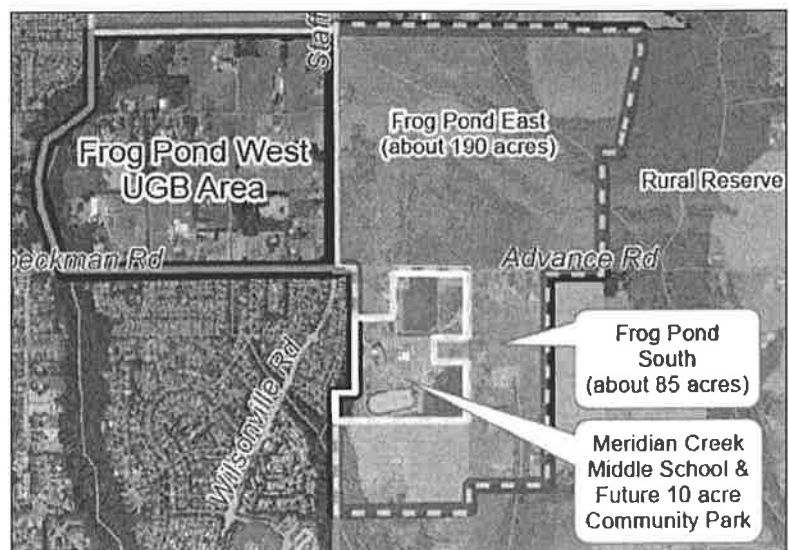 Frog Pond West
UGB Area
Frog Pond East
(about 190 acres)
Rural Reserve
Advance Rd
Wilsonville Rd
Frog Pond
South
(about 85 acres)
Meridian Creek
Middle School &
Future 10 acre
Community Park